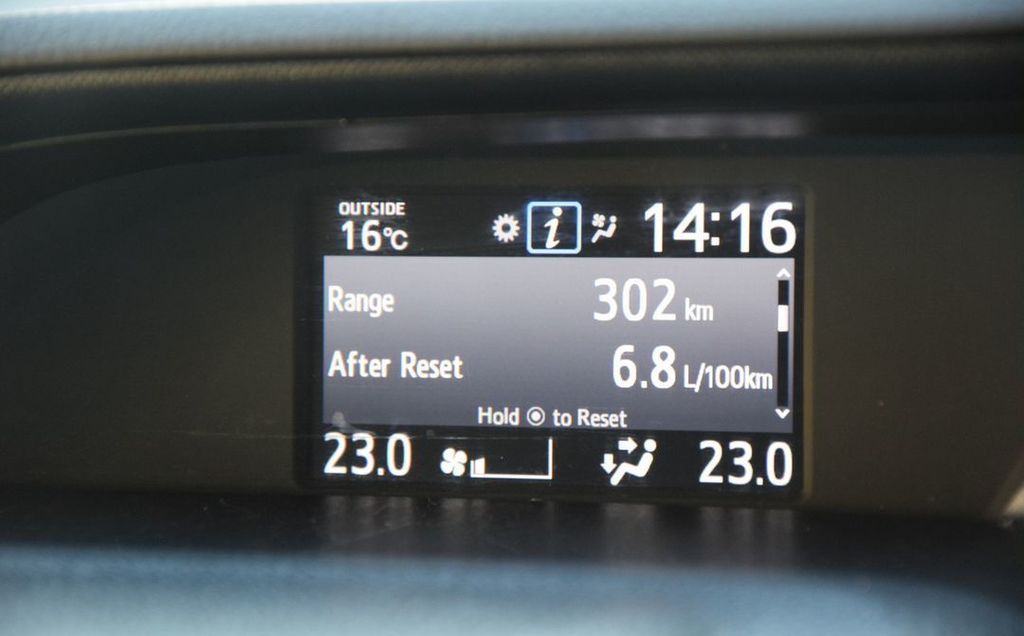 OUTSIDE
16°C
i
14:16
Range 302 km
After Reset 6.8 L/100km
Hold to Reset
23.0 23.0